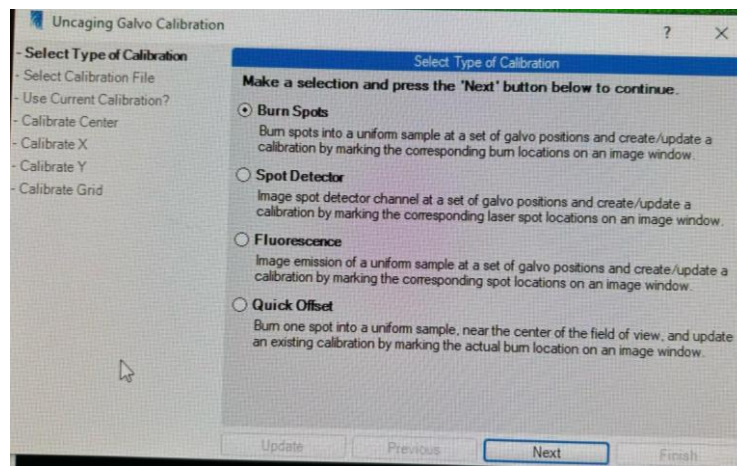 Uncaging Galvo Calibration
? ×
- Select Type of Calibration
- Select Calibration File
- Use Current Calibration?
- Calibrate Center
- Calibrate X
- Calibrate Y
- Calibrate Grid
Select Type of Calibration
Make a selection and press the 'Next' button below to continue.
Burn Spots
Burn spots into a uniform sample at a set of galvo positions and create/update a
calibration by marking the corresponding burn locations on an image window.
Spot Detector
Image spot detector channel at a set of galvo positions and create/update a
calibration by marking the corresponding laser spot locations on an image window.
Fluorescence
Image emission of a uniform sample at a set of galvo positions and create/update a
calibration by marking the corresponding spot locations on an image window.
Quick Offset
Burn one spot into a uniform sample, near the center of the field of view, and update
an existing calibration by marking the actual burn location on an image window.
Update Previous Next Finish